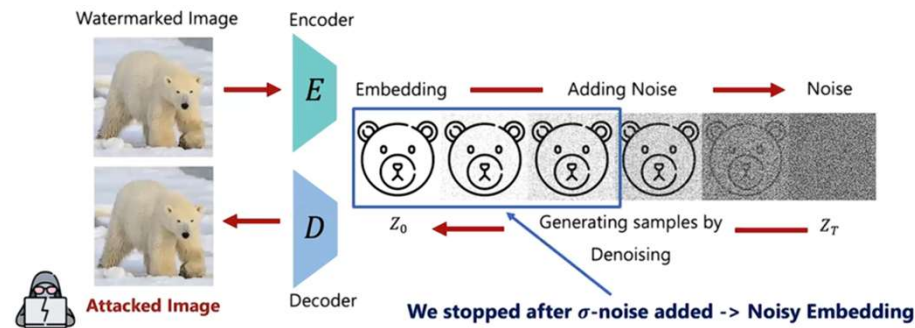 Watermarked Image
Encoder
E
Embedding
Adding Noise
Noise
D
Z₀
Generating samples by
Denoising
Z_T
Attacked Image
Decoder
We stopped after σ-noise added -> Noisy Embedding